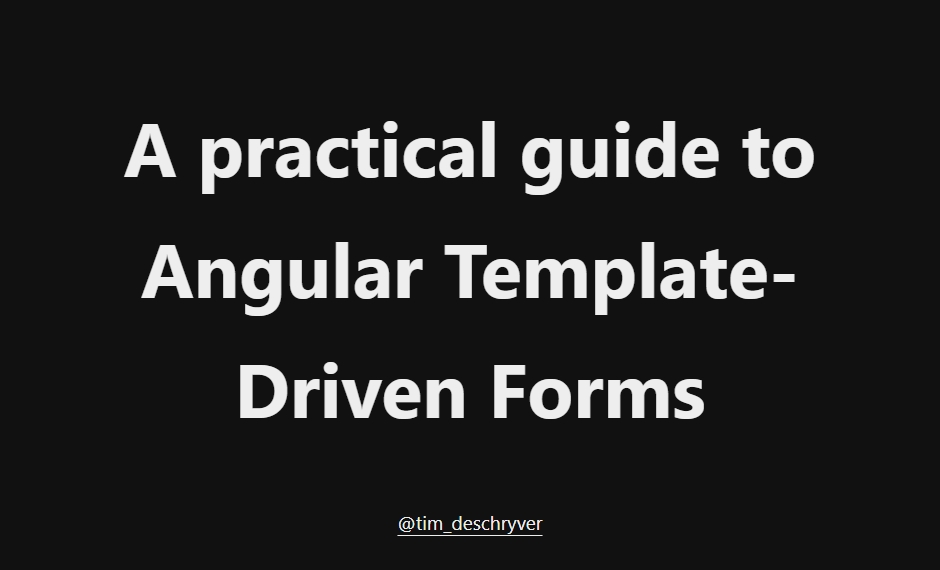 A practical guide to
Angular Template-
Driven Forms
@tim_deschryver